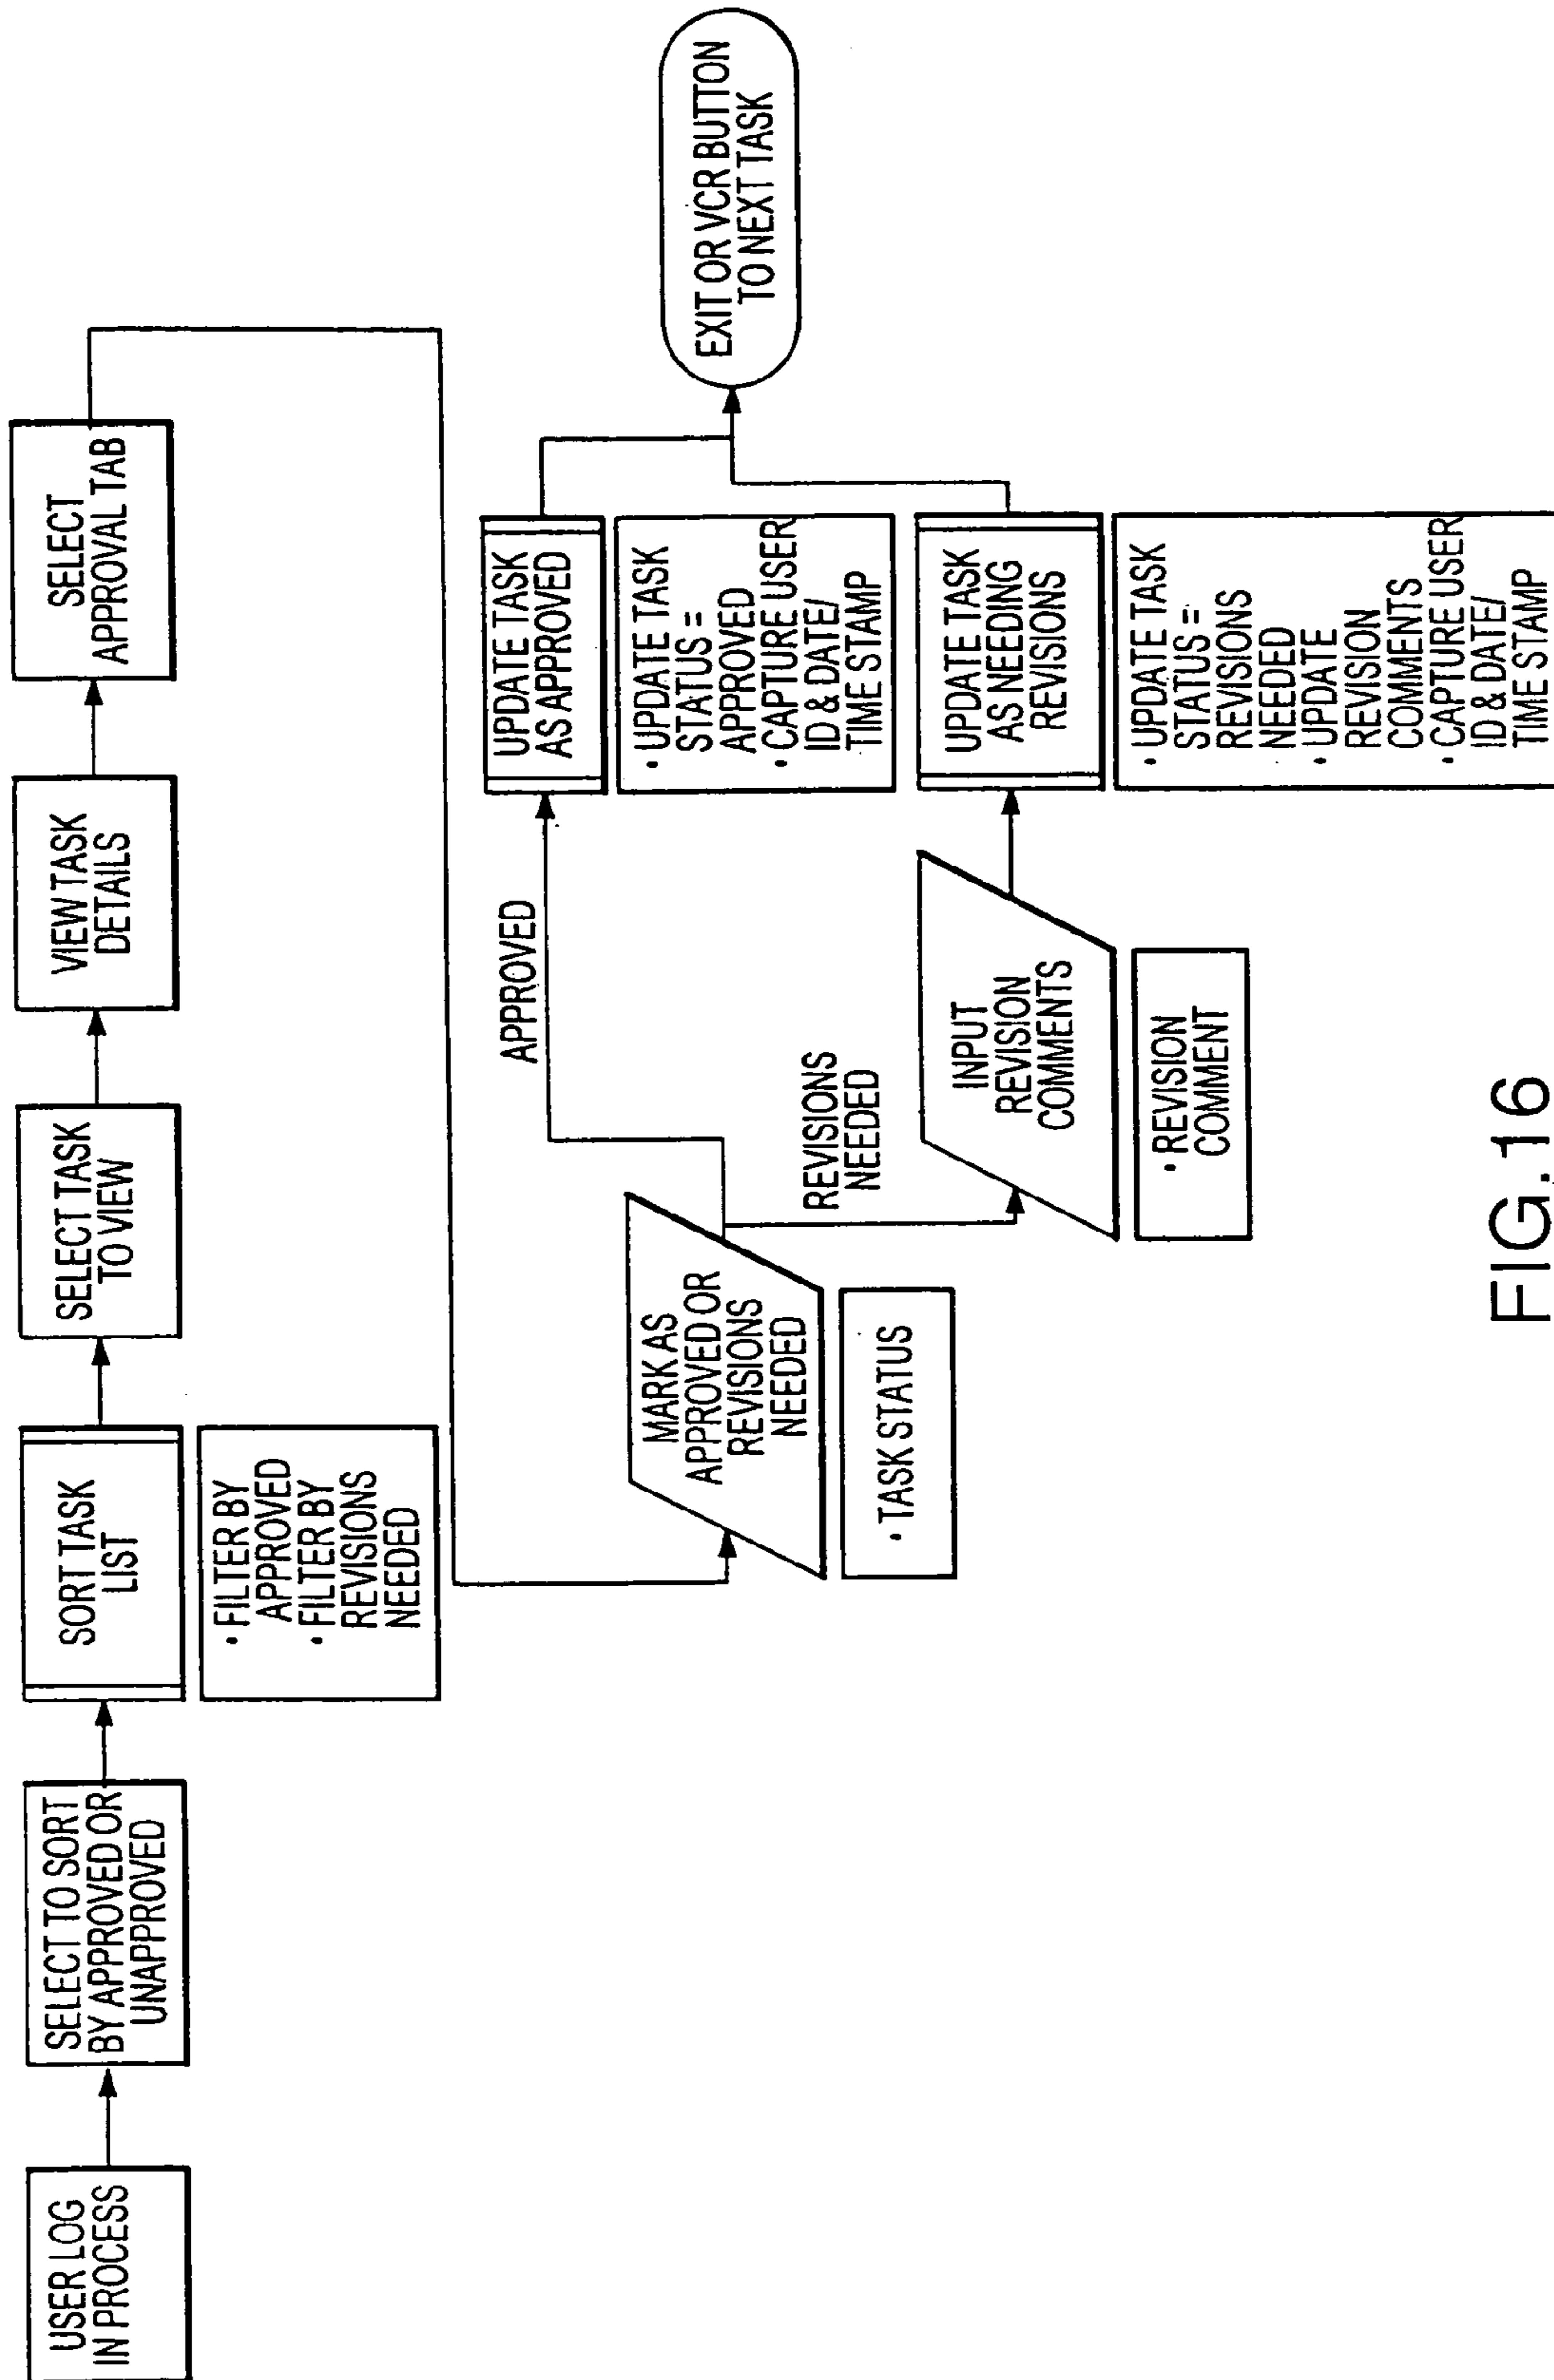 USER LOG
IN PROCESS
SELECT TO SORT
BY APPROVED OR
UNAPPROVED
SORT TASK
LIST
• FILTER BY
APPROVED
• FILTER BY
REVISIONS
NEEDED
SELECT TASK
TO VIEW
VIEW TASK
DETAILS
SELECT
APPROVAL TAB
MARK AS
APPROVED OR
REVISIONS
NEEDED
• TASK STATUS
APPROVED
REVISIONS
NEEDED
UPDATE TASK
AS APPROVED
• UPDATE TASK
STATUS =
APPROVED
• CAPTURE USER
ID & DATE/
TIME STAMP
INPUT
REVISION
COMMENTS
• REVISION
COMMENT
UPDATE TASK
AS NEEDING
REVISIONS
• UPDATE TASK
STATUS =
REVISIONS
NEEDED
• UPDATE
REVISION
COMMENTS
• CAPTURE USER
ID & DATE/
TIME STAMP
EXIT OR VCR BUTTON
TO NEXT TASK
FIG.16